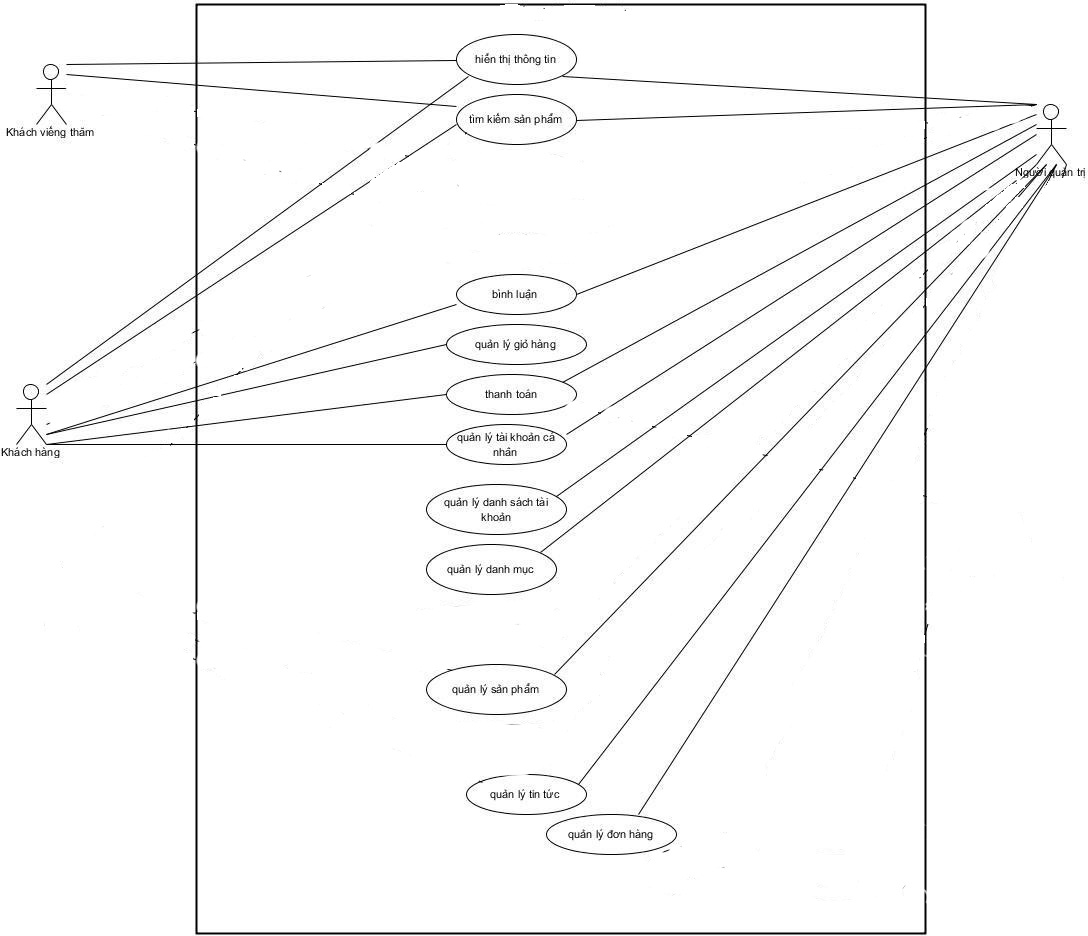 hiển thị thông tin
Khách viếng thăm
tìm kiếm sản phẩm
Người quản trị
bình luận
quản lý giỏ hàng
thanh toán
Khách hàng
quản lý tài khoản cá
nhân
quản lý danh sách tài
khoản
quản lý danh mục
quản lý sản phẩm
quản lý tin tức
quản lý đơn hàng